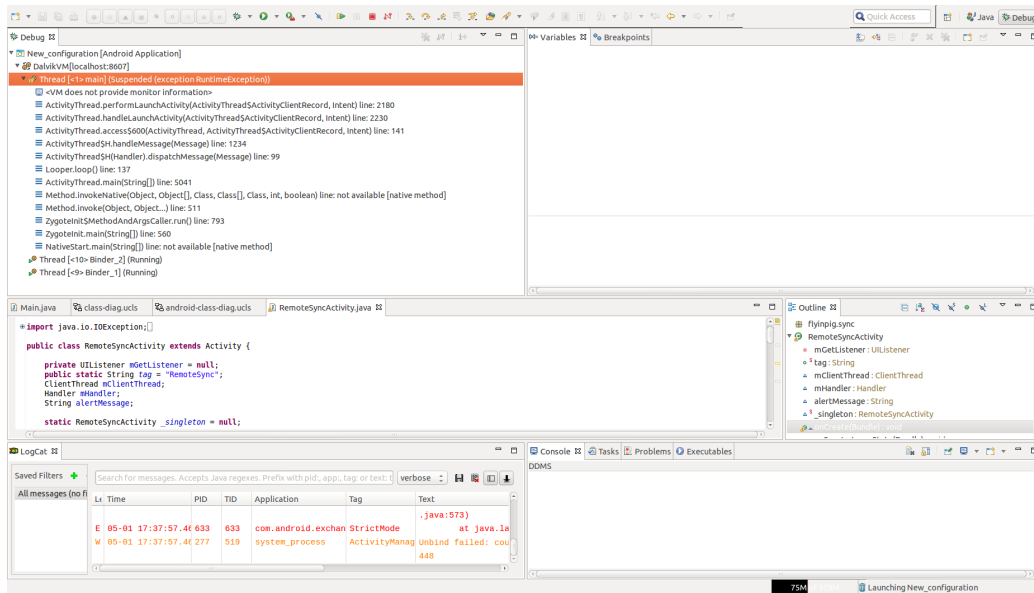 Quick Access
Java
Debug
Debug
New_configuration [Android Application]
DalvikVM[localhost:8607]
Thread [<1> main] (Suspended (exception RuntimeException))
<VM does not provide monitor information>
ActivityThread.performLaunchActivity(ActivityThread$ActivityClientRecord, Intent) line: 2180
ActivityThread.handleLaunchActivity(ActivityThread$ActivityClientRecord, Intent) line: 2230
ActivityThread.access$600(ActivityThread, ActivityThread$ActivityClientRecord, Intent) line: 141
ActivityThread$H.handleMessage(Message) line: 1234
ActivityThread$H(Handler).dispatchMessage(Message) line: 99
Looper.loop() line: 137
ActivityThread.main(String[]) line: 5041
Method.invokeNative(Object, Object[], Class, Class[], Class, int, boolean) line: not available [native method]
Method.invoke(Object, Object...) line: 511
ZygoteInit$MethodAndArgsCaller.run() line: 793
ZygoteInit.main(String[]) line: 560
NativeStart.main(String[]) line: not available [native method]
Thread [<10> Binder_2] (Running)
Thread [<9> Binder_1] (Running)
Variables
Breakpoints
Main.java
class-diag.ucls
android-class-diag.ucls
RemoteSyncActivity.java
import java.io.IOException;
public class RemoteSyncActivity extends Activity {
private UIListener mGetListener = null;
public static String tag = "RemoteSync";
ClientThread mClientThread;
Handler mHandler;
String alertMessage;
static RemoteSyncActivity _singleton = null;
Outline
flyinpig.sync
RemoteSyncActivity
mGetListener : UIListener
S tag : String
mClientThread : ClientThread
mHandler : Handler
alertMessage : String
S _singleton : RemoteSyncActivity
onCreate(Bundle) : void
LogCat
Saved Filters
All messages (no fi
Search for messages. Accepts Java regexes. Prefix with pid:, app:, tag: or text: t
verbose
Le Time PID TID Application Tag Text
.java:573)
E 05-01 17:37:57.46 633 633 com.android.exchan StrictMode at java.la
W 05-01 17:37:57.46 277 519 system_process ActivityManag Unbind failed: cou
448
Console
Tasks
Problems
Executables
DDMS
75M
Launching New_configuration